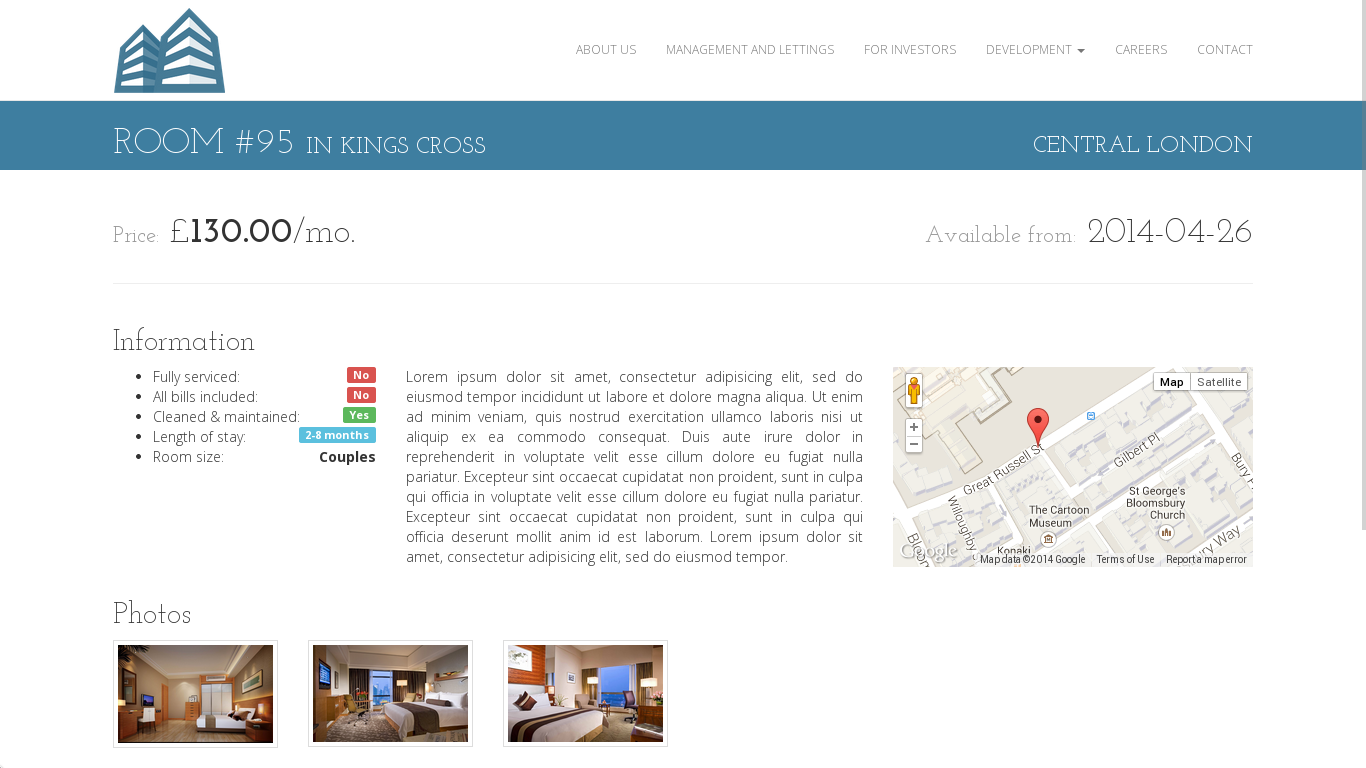 ABOUT US MANAGEMENT AND LETTINGS FOR INVESTORS DEVELOPMENT CAREERS CONTACT
ROOM #95 IN KINGS CROSS CENTRAL LONDON
Price: £130.00/mo. Available from: 2014-04-26
Information
Fully serviced: No
All bills included: No
Cleaned & maintained: Yes
Length of stay: 2-8 months
Room size: Couples
Lorem ipsum dolor sit amet, consectetur adipisicing elit, sed do
eiusmod tempor incididunt ut labore et dolore magna aliqua. Ut enim
ad minim veniam, quis nostrud exercitation ullamco laboris nisi ut
aliquip ex ea commodo consequat. Duis aute irure dolor in
reprehenderit in voluptate velit esse cillum dolore eu fugiat nulla
pariatur. Excepteur sint occaecat cupidatat non proident, sunt in culpa
qui officia in voluptate velit esse cillum dolore eu fugiat nulla pariatur.
Excepteur sint occaecat cupidatat non proident, sunt in culpa qui
officia deserunt mollit anim id est laborum. Lorem ipsum dolor sit
amet, consectetur adipisicing elit, sed do eiusmod tempor.
Map Satellite
Great Russell St
Gilbert Pl
Bury P
St George's
Bloomsbury
Church
The Cartoon
Museum
Willoughby
Bloo
ry Way
Konaki
Google
Map data ©2014 Google Terms of Use Report a map error
Photos